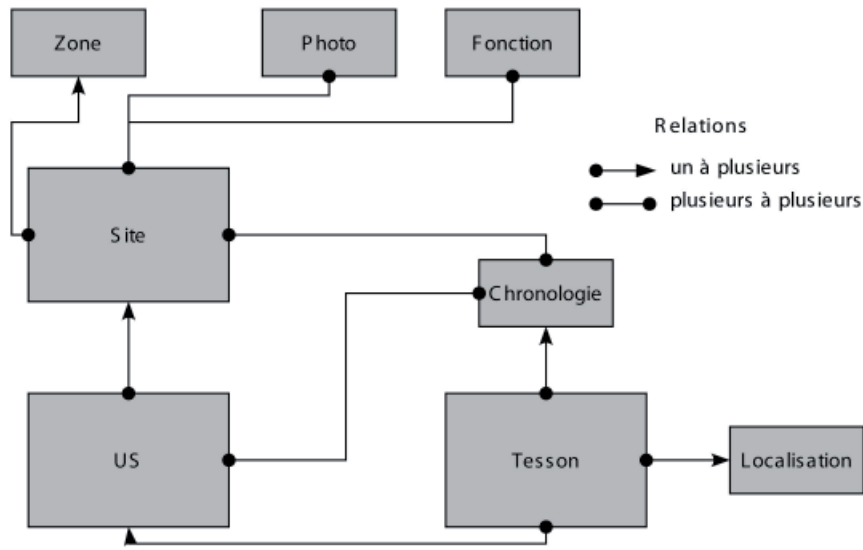 Zone
Photo
Fonction
Relations
un à plusieurs
plusieurs à plusieurs
Site
Chronologie
US
Tesson
Localisation